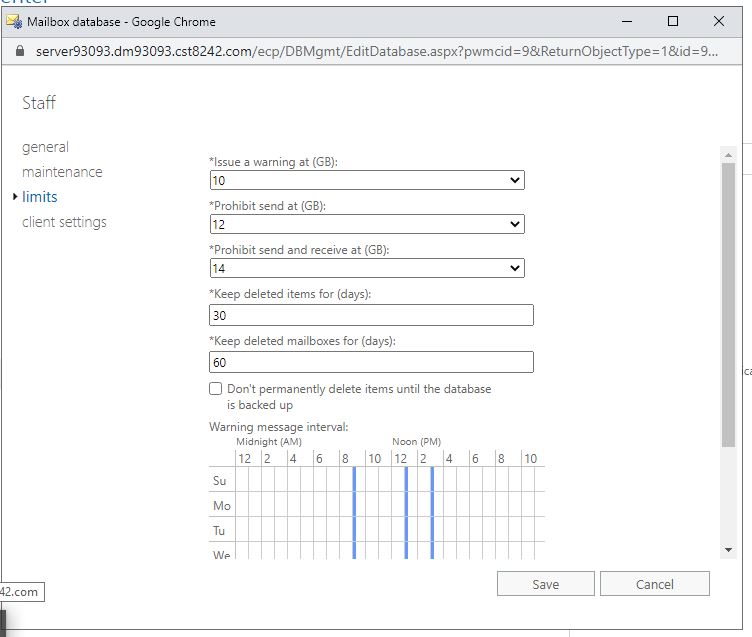 enter
Mailbox database - Google Chrome
server93093.dm93093.cst8242.com/ecp/DBMgmt/EditDatabase.aspx?pwmcid=9&ReturnObjectType=1&id=9...
Staff
general
maintenance
limits
client settings
*Issue a warning at (GB):
10
*Prohibit send at (GB):
12
*Prohibit send and receive at (GB):
14
*Keep deleted items for (days):
30
*Keep deleted mailboxes for (days):
60
Don't permanently delete items until the database
is backed up
Warning message interval:
Midnight (AM) Noon (PM)
12 2 4 6 8 10 12 2 4 6 8 10
Su
Mo
Tu
We
Save Cancel
42.com